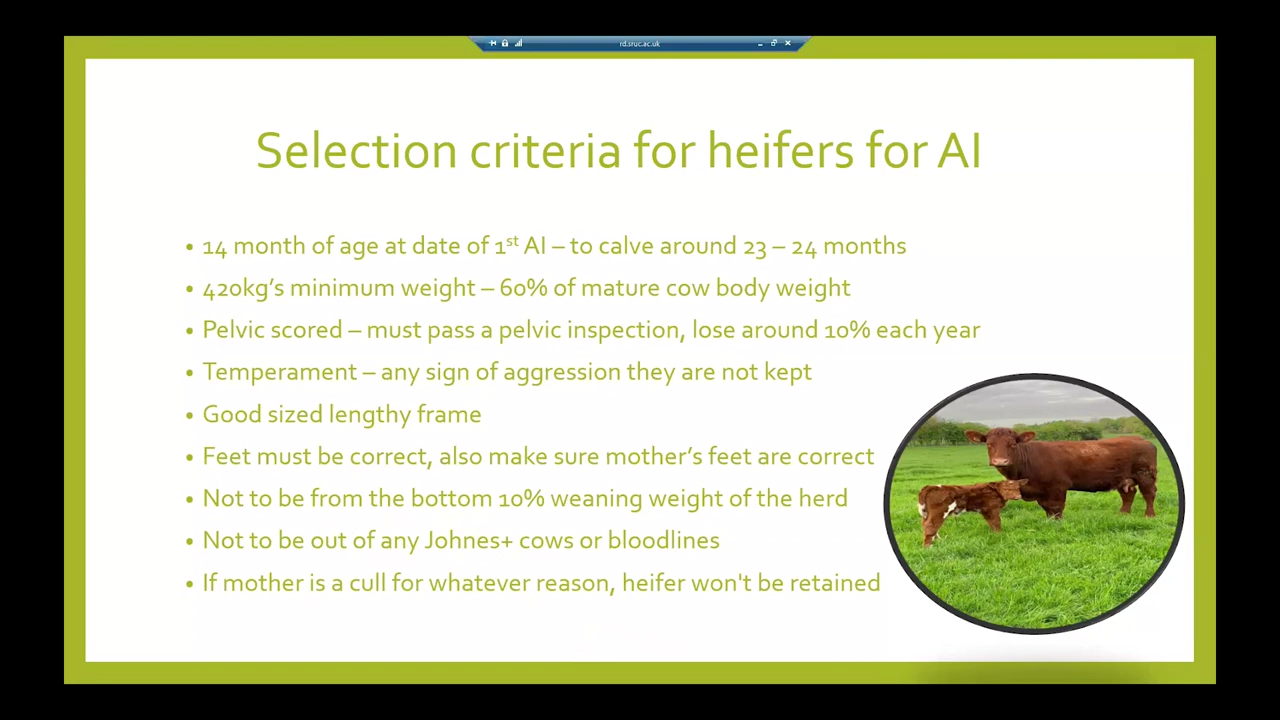 rd.sruc.ac.uk
Selection criteria for heifers for AI
• 14 month of age at date of 1st AI – to calve around 23 – 24 months
• 420kg’s minimum weight – 60% of mature cow body weight
• Pelvic scored – must pass a pelvic inspection, lose around 10% each year
• Temperament – any sign of aggression they are not kept
• Good sized lengthy frame
• Feet must be correct, also make sure mother’s feet are correct
• Not to be from the bottom 10% weaning weight of the herd
• Not to be out of any Johnes+ cows or bloodlines
• If mother is a cull for whatever reason, heifer won't be retained